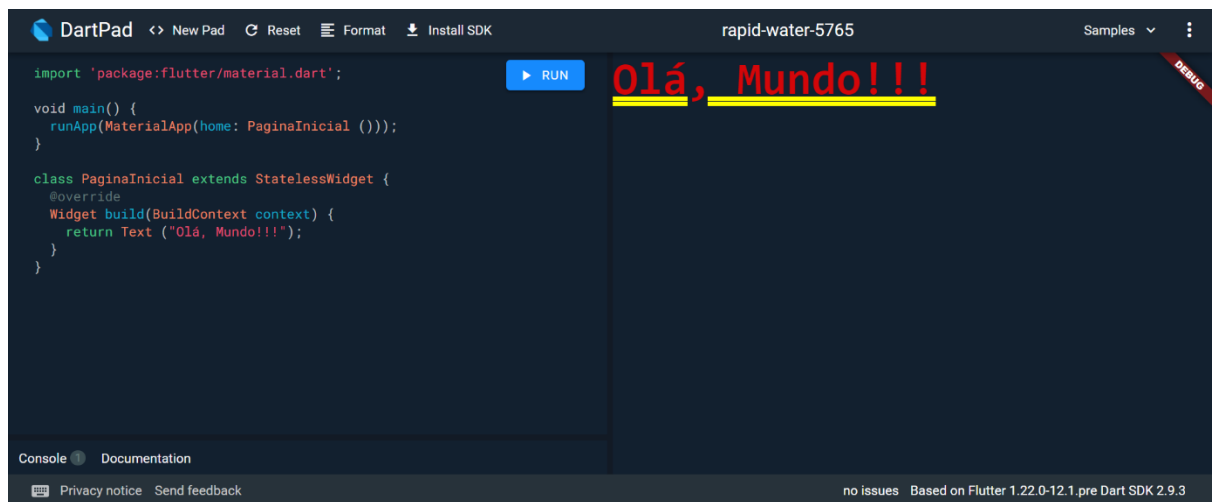 DartPad <> New Pad Reset Format Install SDK rapid-water-5765 Samples
import 'package:flutter/material.dart';
RUN
void main() {
  runApp(MaterialApp(home: PaginaInicial ()));
}
class PaginaInicial extends StatelessWidget {
  @override
  Widget build(BuildContext context) {
    return Text ("Olá, Mundo!!!");
  }
}
Olá, Mundo!!!
DEBUG
Console 1 Documentation
Privacy notice Send feedback no issues Based on Flutter 1.22.0-12.1.pre Dart SDK 2.9.3